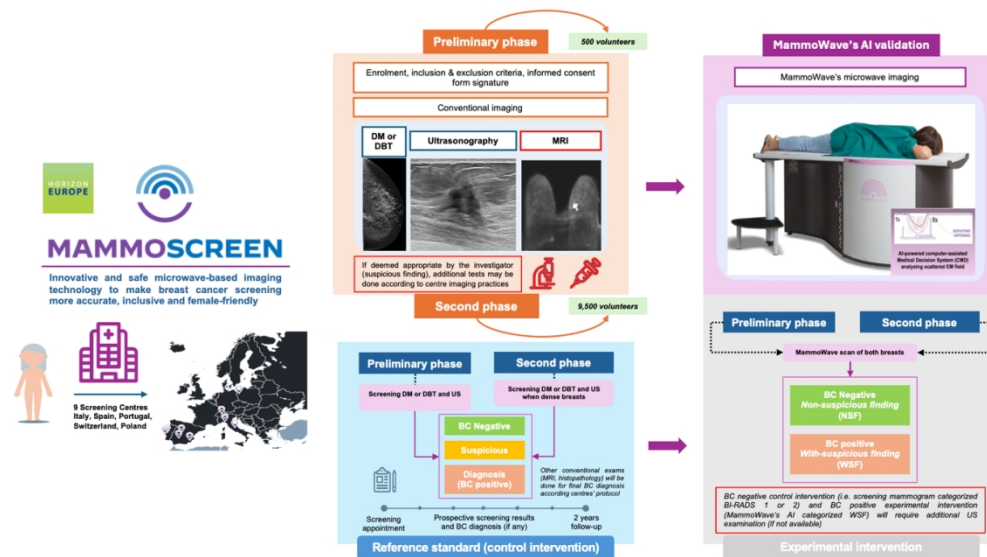 HORIZON
EUROPE
MAMMOSCREEN
Innovative and safe microwave-based imaging
technology to make breast cancer screening
more accurate, inclusive and female-friendly
9 Screening Centres
Italy, Spain, Portugal,
Switzerland, Poland
Preliminary phase
500 volunteers
Enrolment, inclusion & exclusion criteria, informed consent
form signature
Conventional imaging
DM or
DBT
Ultrasonography
MRI
If deemed appropriate by the investigator
(suspicious finding), additional tests may be
done according to centre imaging practices
Second phase
9,500 volunteers
Preliminary phase
Second phase
Screening DM or DBT and US
Screening DM or DBT and US
when dense breasts
BC Negative
Suspicious
Diagnosis
(BC positive)
Other conventional exams
(MRI, histopathology) will be
done for final BC diagnosis
according centres' protocol
Screening
appointment
Prospective screening results
and BC diagnosis (if any)
2 years
follow-up
Reference standard (control intervention)
MammoWave's AI validation
MammoWave's microwave imaging
Tx
Rx
AI-powered computer-assisted
Medical Decision System (CMD)
analysing scattered EM field
Preliminary phase
Second phase
MammoWave scan of both breasts
BC Negative
Non-suspicious finding
(NSF)
BC positive
With-suspicious finding
(WSF)
BC negative control intervention (i.e. screening mammogram categorized
BI-RADS 1 or 2) and BC positive experimental intervention
(MammoWave's AI categorized WSF) will require additional US
examination (if not available)
Experimental intervention